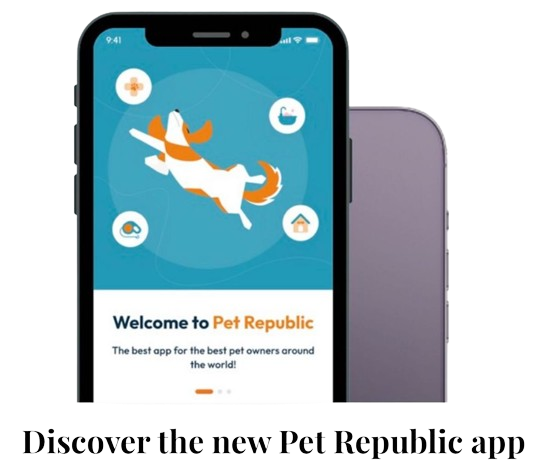 9:41
Welcome to Pet Republic
The best app for the best pet owners around
the world!
Discover the new Pet Republic app